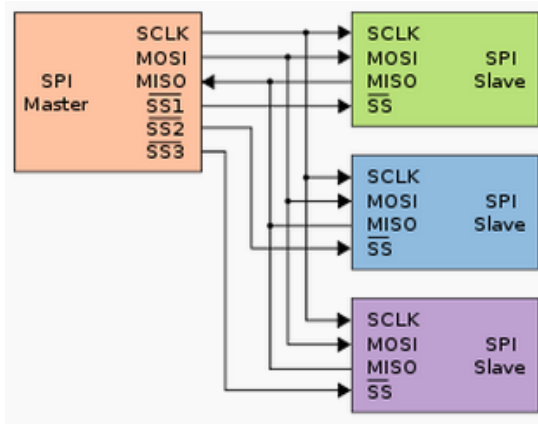 SCLK
MOSI
MISO
SS1
SS2
SS3
SPI
Master
SCLK
MOSI
MISO
SS
SPI
Slave
SCLK
MOSI
MISO
SS
SPI
Slave
SCLK
MOSI
MISO
SS
SPI
Slave